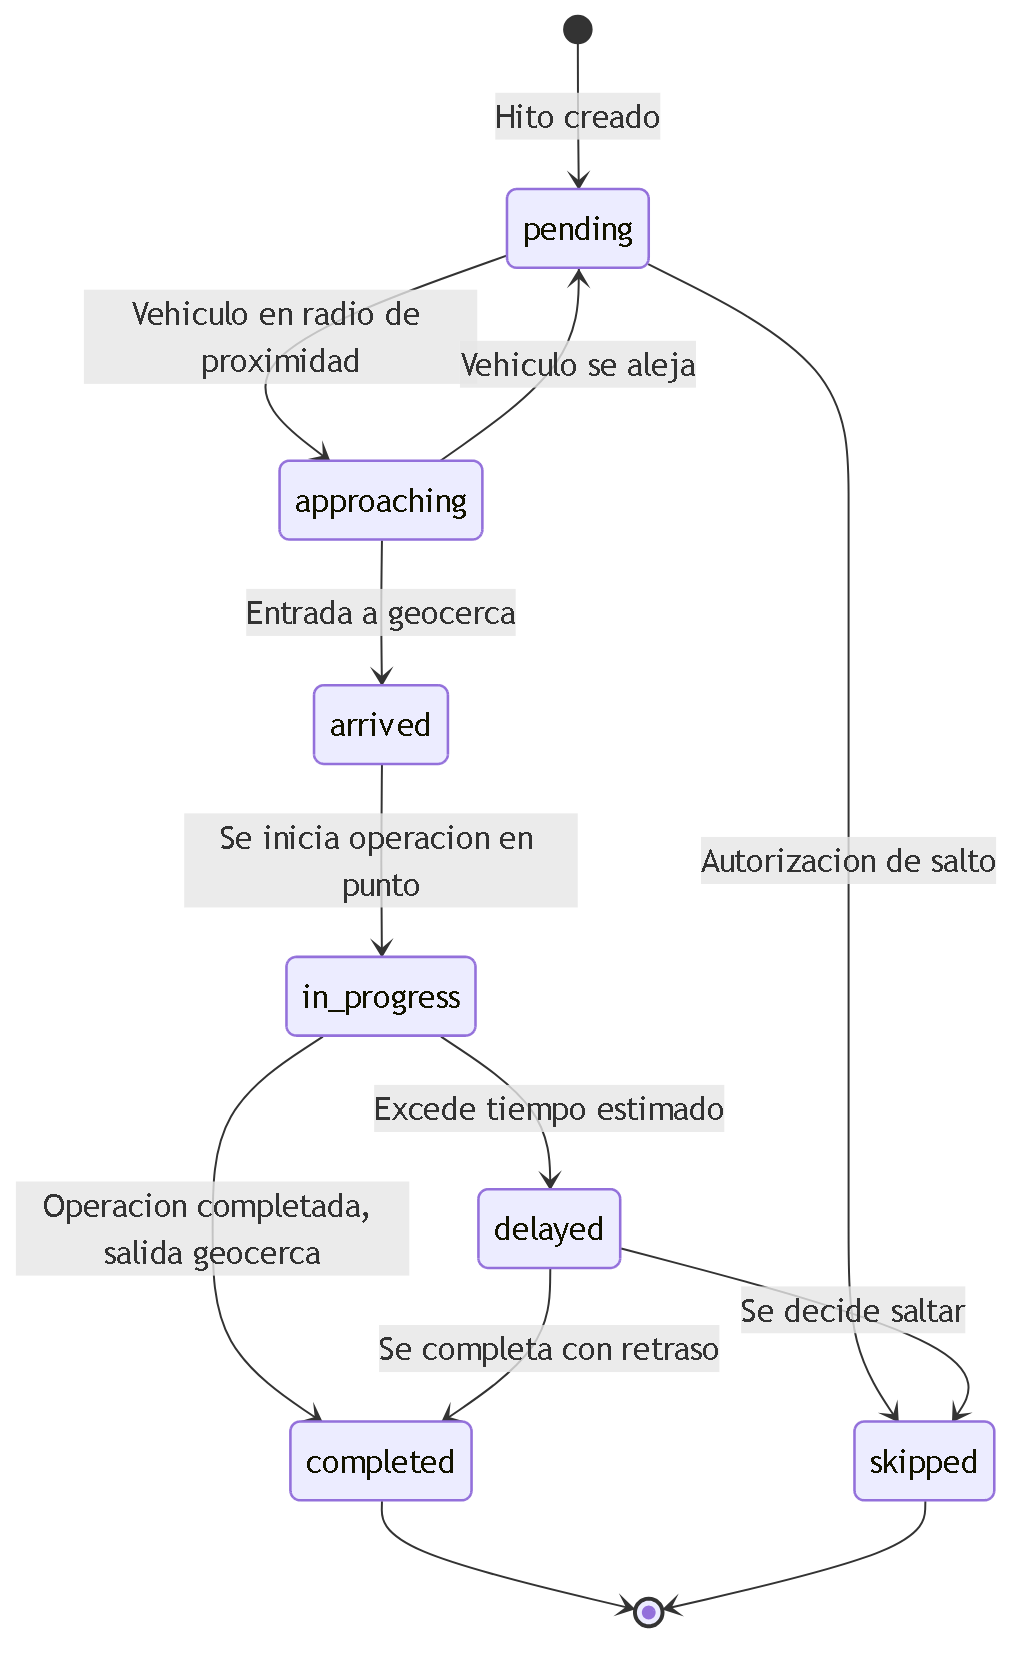 Hito creado
pending
Vehiculo en radio de
proximidad
Vehiculo se aleja
approaching
Entrada a geocerca
arrived
Se inicia operacion en
punto
Autorizacion de salto
in_progress
Excede tiempo estimado
Operacion completada,
salida geocerca
delayed
Se decide saltar
Se completa con retraso
completed
skipped